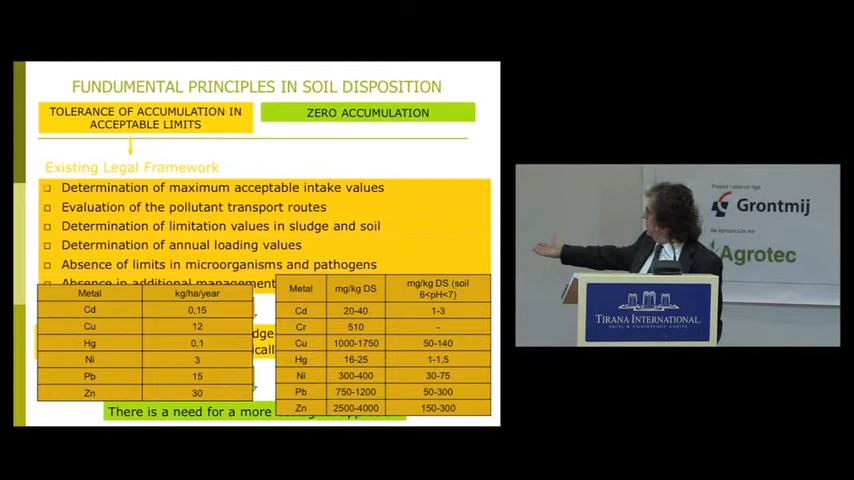 FUNDUMENTAL PRINCIPLES IN SOIL DISPOSITION
TOLERANCE OF ACCUMULATION IN
ACCEPTABLE LIMITS
ZERO ACCUMULATION
Existing Legal Framework
Determination of maximum acceptable intake values
Evaluation of the pollutant transport routes
Determination of limitation values in sludge and soil
Determination of annual loading values
Absence of limits in microorganisms and pathogens
Absence in additional management
Metal kg/ha/year
Cd 0,15
Cu 12
Hg 0,1
Ni 3
Pb 15
Zn 30
Metal mg/kg DS mg/kg DS (soil
6<pH<7)
Cd 20-40 1-3
Cr 510 -
Cu 1000-1750 50-140
Hg 16-25 1-1,5
Ni 300-400 30-75
Pb 750-1200 50-300
Zn 2500-4000 150-300
There is a need for a more
Grontmij
Agrotec
TIRANA INTERNATIONAL
HOTEL & CONFERENCE CENTRE